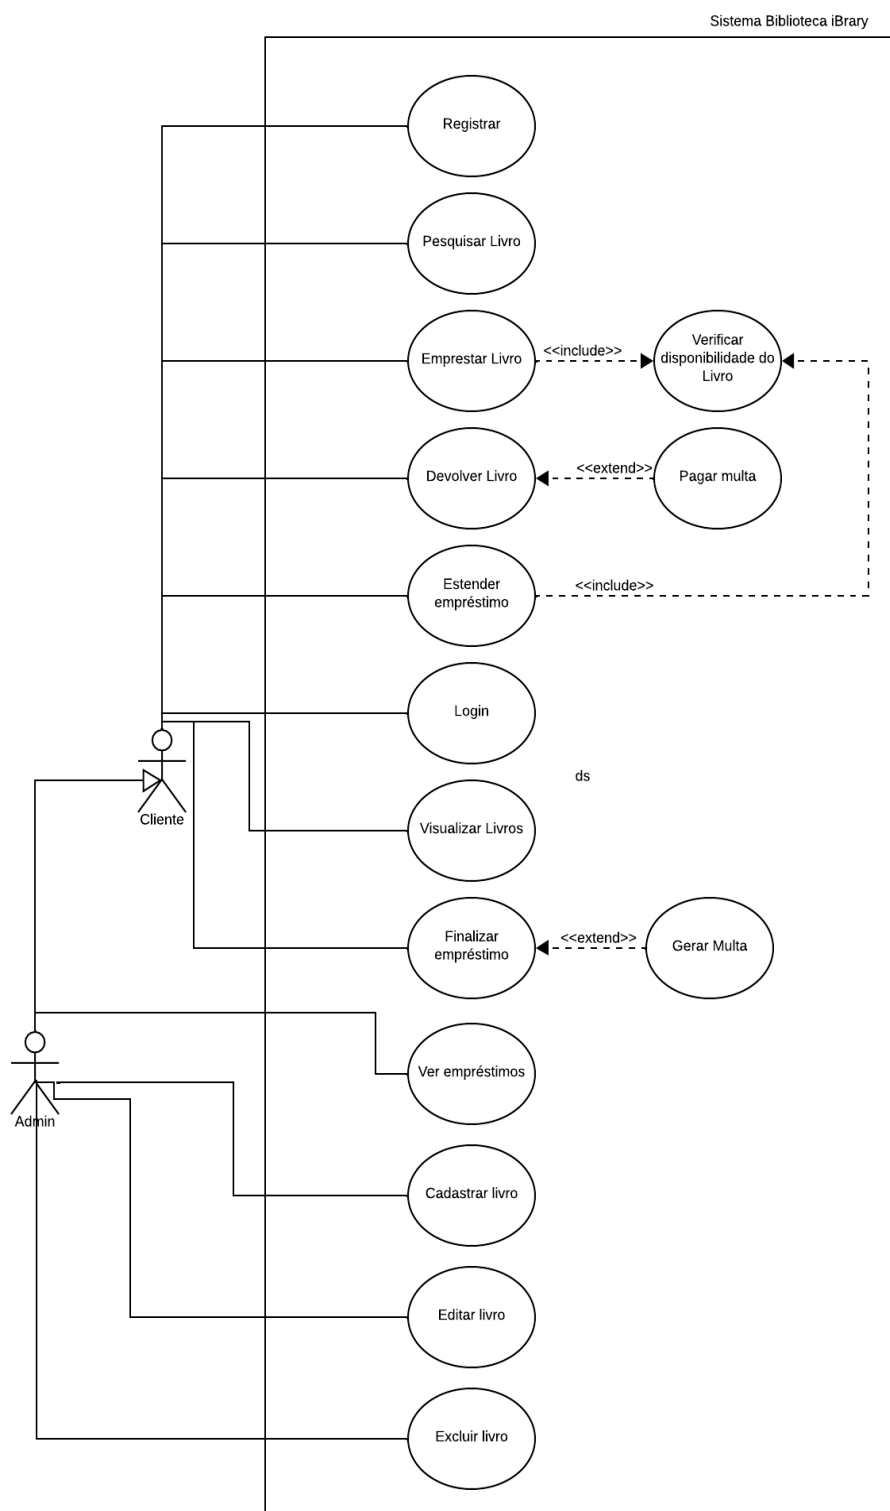 Sistema Biblioteca iBrary
Registrar
Pesquisar Livro
Emprestar Livro
<<include>>
Verificar
disponibilidade do
Livro
Devolver Livro
<<extend>>
Pagar multa
Estender
empréstimo
<<include>>
Login
ds
Cliente
Visualizar Livros
Finalizar
empréstimo
<<extend>>
Gerar Multa
Ver empréstimos
Admin
Cadastrar livro
Editar livro
Excluir livro